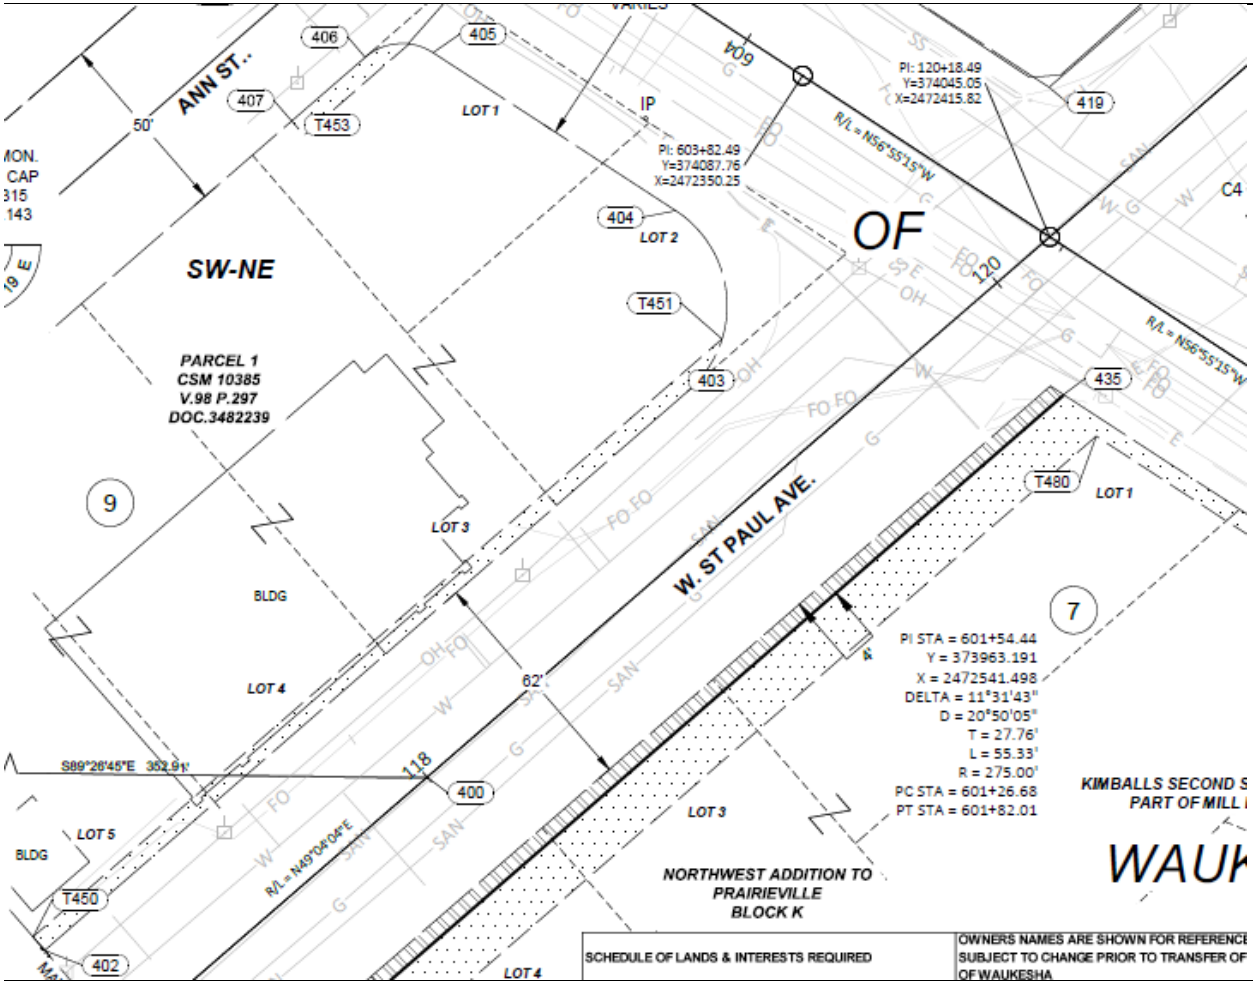 VARIES
406
405
604
PI: 120+18.49
Y=374045.05
X=2472415.82
419
ANN ST..
407
T453
50'
LOT 1
IP
PI: 603+82.49
Y=374087.76
X=2472350.25
R/L = N56°55'15"W
MON.
CAP
315
143
C4
19 E
SW-NE
404
LOT 2
OF
120
T451
403
R/L = N56°55'15"W
435
PARCEL 1
CSM 10385
V.98 P.297
DOC.3482239
9
T480
LOT 1
LOT 3
W. ST PAUL AVE.
BLDG
7
4'
PI STA = 601+54.44
Y = 373963.191
X = 2472541.498
DELTA = 11°31'43"
D = 20°50'05"
T = 27.76'
L = 55.33'
R = 275.00'
PC STA = 601+26.68
PT STA = 601+82.01
LOT 4
62'
S89°26'45"E 352.91'
118
400
LOT 3
KIMBALLS SECOND S
PART OF MILL
LOT 5
BLDG
R/L = N49°04'04"E
NORTHWEST ADDITION TO
PRAIRIEVILLE
BLOCK K
WAUK
T450
402
LOT 4
SCHEDULE OF LANDS & INTERESTS REQUIRED
OWNERS NAMES ARE SHOWN FOR REFERENCE
SUBJECT TO CHANGE PRIOR TO TRANSFER OF
OF WAUKESHA
SS
FO
G
OH
E
W
SAN
FO FO